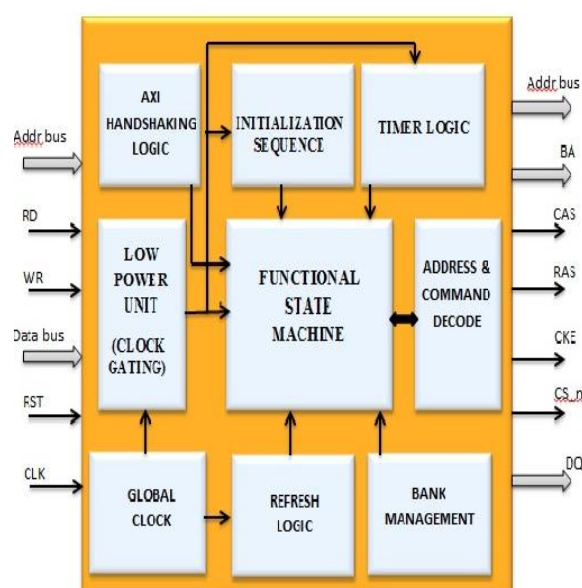 Addr bus
RD
WR
Data bus
RST
CLK
AXI
HANDSHAKING
LOGIC
INITIALIZATION
SEQUENCE
TIMER LOGIC
LOW
POWER
UNIT
(CLOCK
GATING)
FUNCTIONAL
STATE
MACHINE
ADDRESS &
COMMAND
DECODE
GLOBAL
CLOCK
REFRESH
LOGIC
BANK
MANAGEMENT
Addr bus
BA
CAS
RAS
CKE
CS_n
DQ